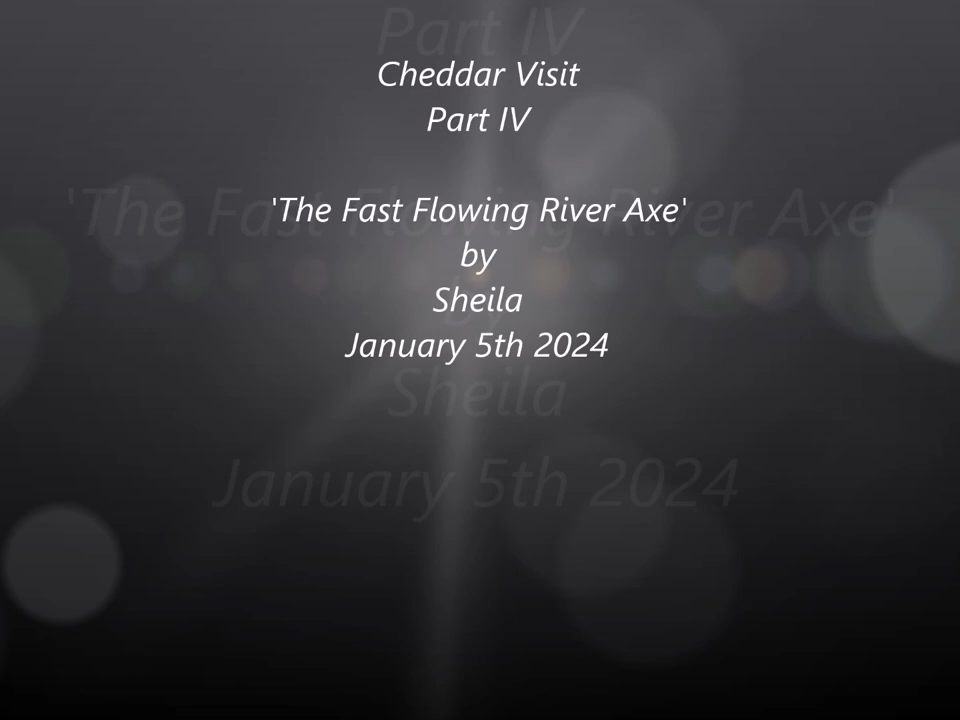 Cheddar Visit
Part IV
'The Fast Flowing River Axe'
by
Sheila
January 5th 2024